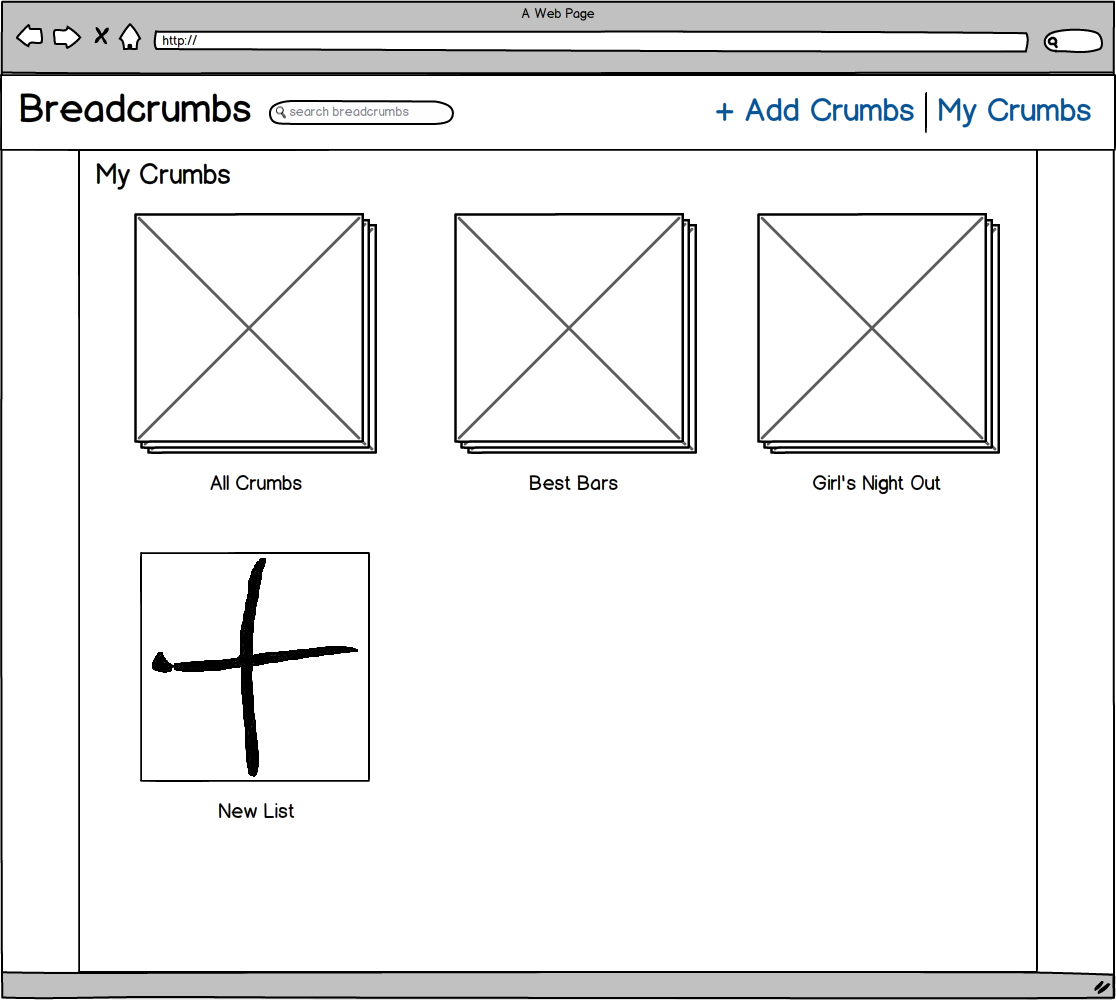 A Web Page
http://
Breadcrumbs
search breadcrumbs
+ Add Crumbs
My Crumbs
My Crumbs
All Crumbs
Best Bars
Girl's Night Out
New List